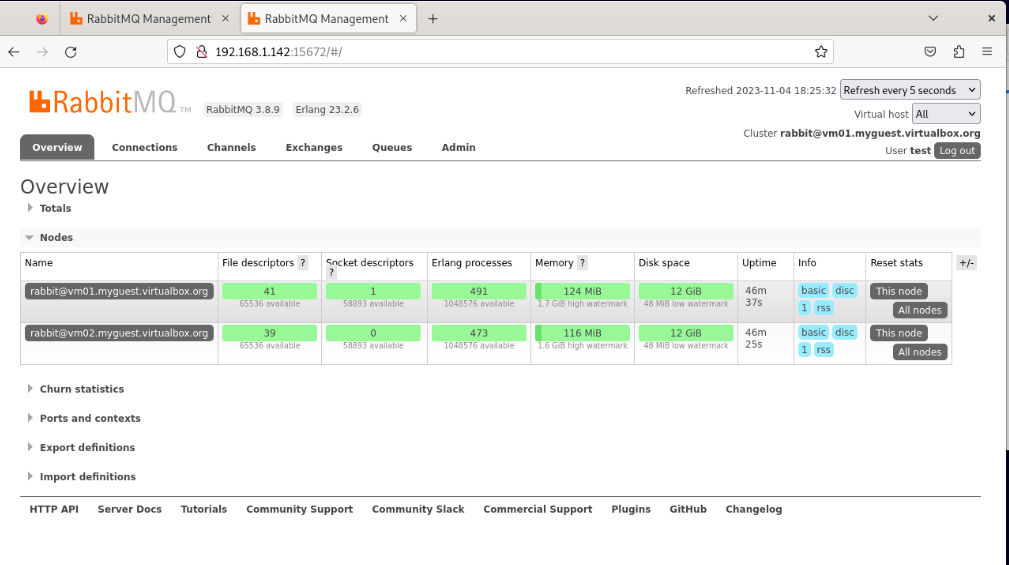 RabbitMQ Management × RabbitMQ Management × +
192.168.1.142:15672/#/
RabbitMQ TM RabbitMQ 3.8.9 Erlang 23.2.6
Refreshed 2023-11-04 18:25:32 Refresh every 5 seconds
Virtual host All
Cluster rabbit@vm01.myguest.virtualbox.org
User test Log out
Overview Connections Channels Exchanges Queues Admin
Overview
Totals
Nodes
Name File descriptors ? Socket descriptors ? Erlang processes Memory ? Disk space Uptime Info Reset stats +/-
rabbit@vm01.myguest.virtualbox.org 41 1 491 124 MiB 12 GiB 46m 37s basic disc 1 rss This node All nodes
65536 available 58893 available 1048576 available 1.7 GiB high watermark 48 MiB low watermark
rabbit@vm02.myguest.virtualbox.org 39 0 473 116 MiB 12 GiB 46m 25s basic disc 1 rss This node All nodes
65536 available 58893 available 1048576 available 1.6 GiB high watermark 48 MiB low watermark
Churn statistics
Ports and contexts
Export definitions
Import definitions
HTTP API Server Docs Tutorials Community Support Community Slack Commercial Support Plugins GitHub Changelog